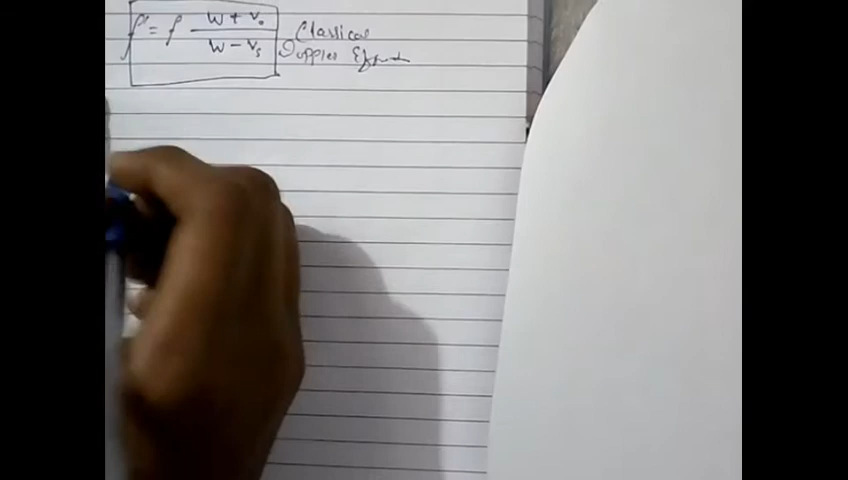 f' = f (w + v₀)/(w - vₛ) Classical
Doppler Effect